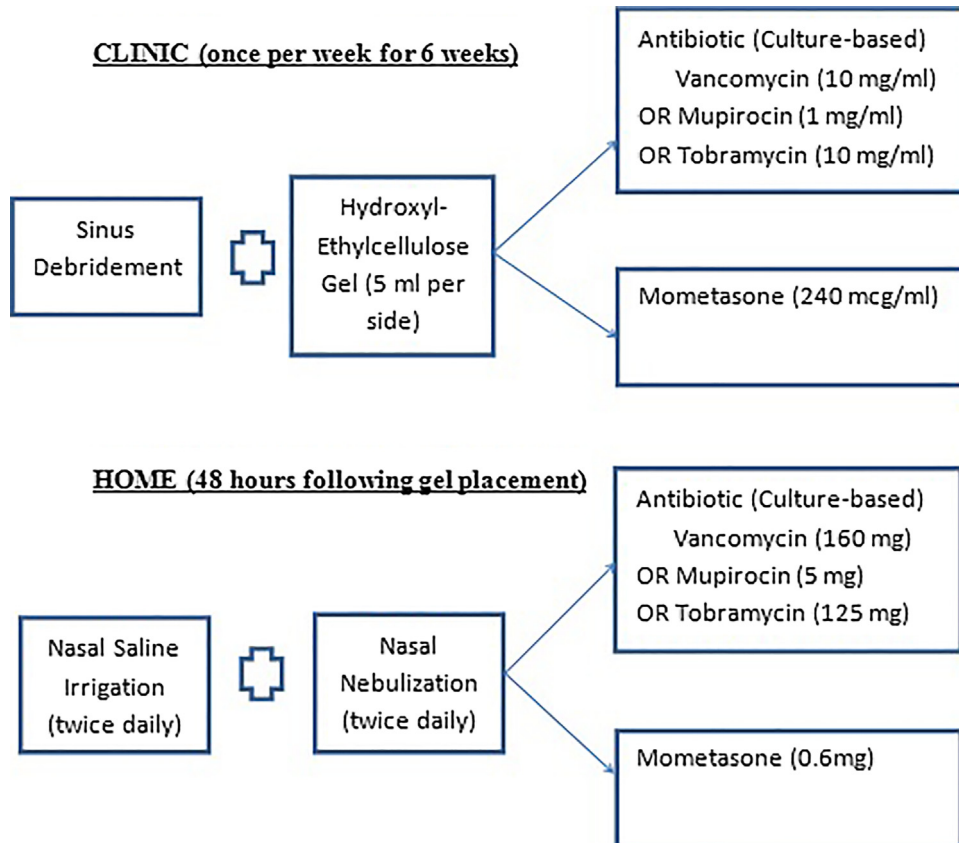 CLINIC (once per week for 6 weeks)
Sinus
Debridement
Hydroxyl-
Ethylcellulose
Gel (5 ml per
side)
Antibiotic (Culture-based)
Vancomycin (10 mg/ml)
OR Mupirocin (1 mg/ml)
OR Tobramycin (10 mg/ml)
Mometasone (240 mcg/ml)
HOME (48 hours following gel placement)
Nasal Saline
Irrigation
(twice daily)
Nasal
Nebulization
(twice daily)
Antibiotic (Culture-based)
Vancomycin (160 mg)
OR Mupirocin (5 mg)
OR Tobramycin (125 mg)
Mometasone (0.6mg)